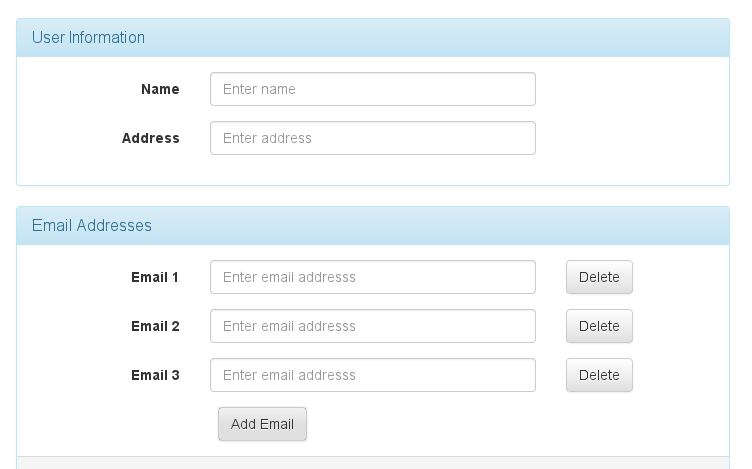 User Information
Name Enter name
Address Enter address
Email Addresses
Email 1 Enter email addresss Delete
Email 2 Enter email addresss Delete
Email 3 Enter email addresss Delete
Add Email